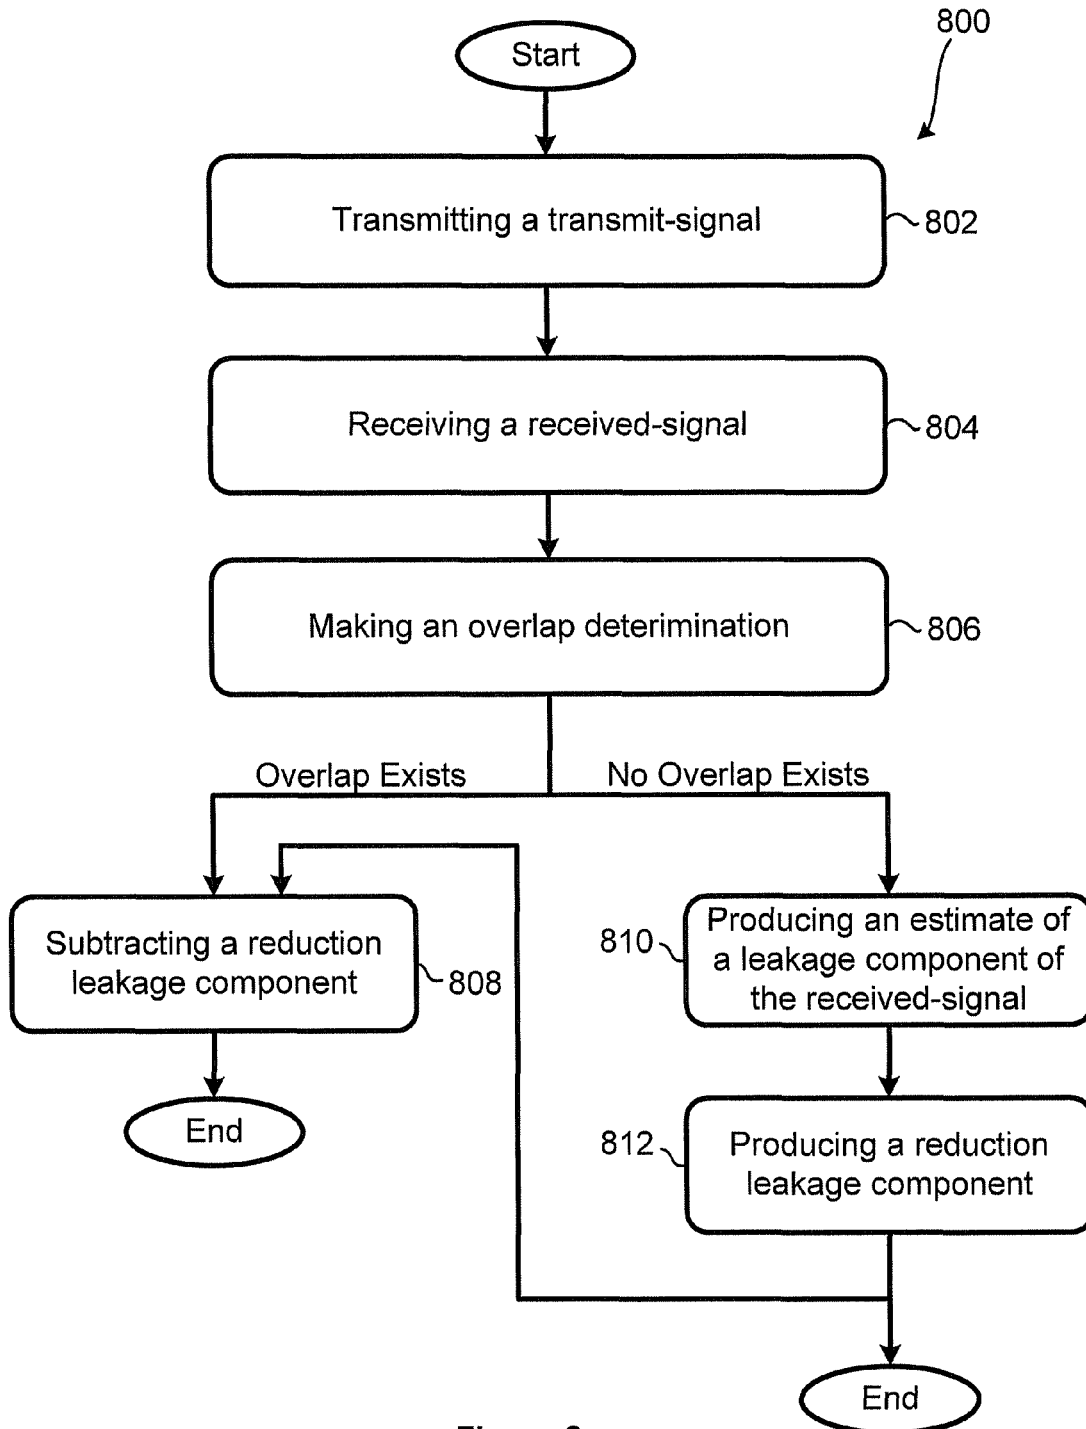 800
Start
Transmitting a transmit-signal
802
Receiving a received-signal
804
Making an overlap deterimination
806
Overlap Exists
No Overlap Exists
Subtracting a reduction
leakage component
808
810
Producing an estimate of
a leakage component of
the received-signal
End
812
Producing a reduction
leakage component
End